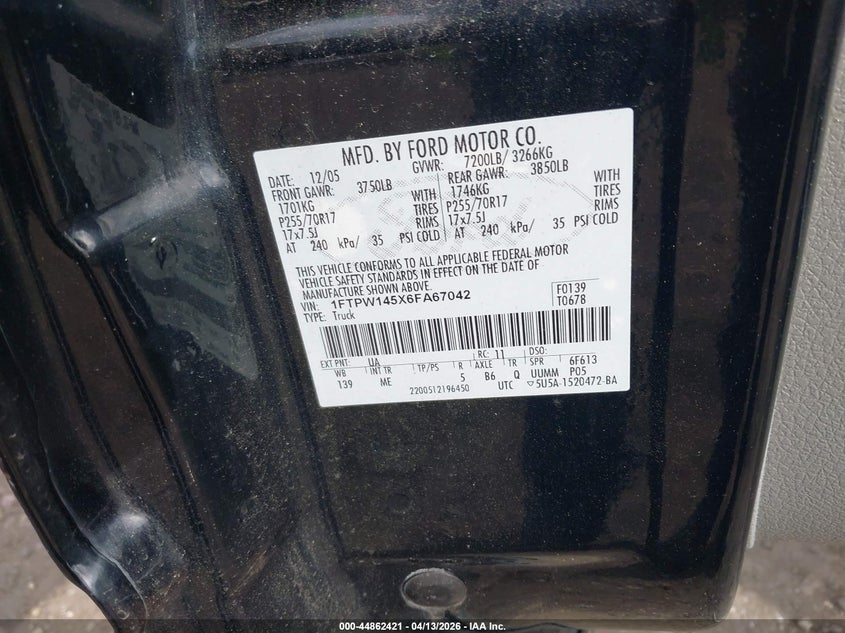 MFD. BY FORD MOTOR CO.
DATE: 12/05 GVWR: 7200LB/ 3266KG
FRONT GAWR: 3750LB REAR GAWR: 3850LB
1701KG WITH 1746KG WITH
P255/70R17 TIRES P255/70R17 TIRES
17x7.5J RIMS 17x7.5J RIMS
AT 240 kPa/ 35 PSI COLD AT 240 kPa/ 35 PSI COLD
THIS VEHICLE CONFORMS TO ALL APPLICABLE FEDERAL MOTOR
VEHICLE SAFETY STANDARDS IN EFFECT ON THE DATE OF
MANUFACTURE SHOWN ABOVE.
VIN: 1FTPW145X6FA67042 F0139
TYPE: Truck T0678
EXT PNT: UA RC: 11 DSO:
WB INT TR TP/PS R AXLE TR SPR 6F613
139 ME 5 B6 Q UUMM P05
2200512196450 UTC 5U5A-1520472-BA
000-44862421 - 04/13/2026 - IAA Inc.